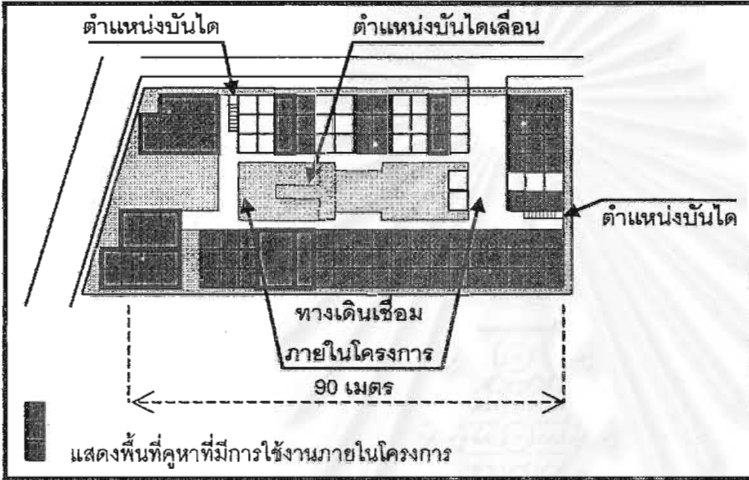 ตำแหน่งบันได
ตำแหน่งบันไดเลื่อน
ตำแหน่งบันได
ทางเดินเชื่อม
ภายในโครงการ
90 เมตร
แสดงพื้นที่คูหาที่มีการใช้งานภายในโครงการ